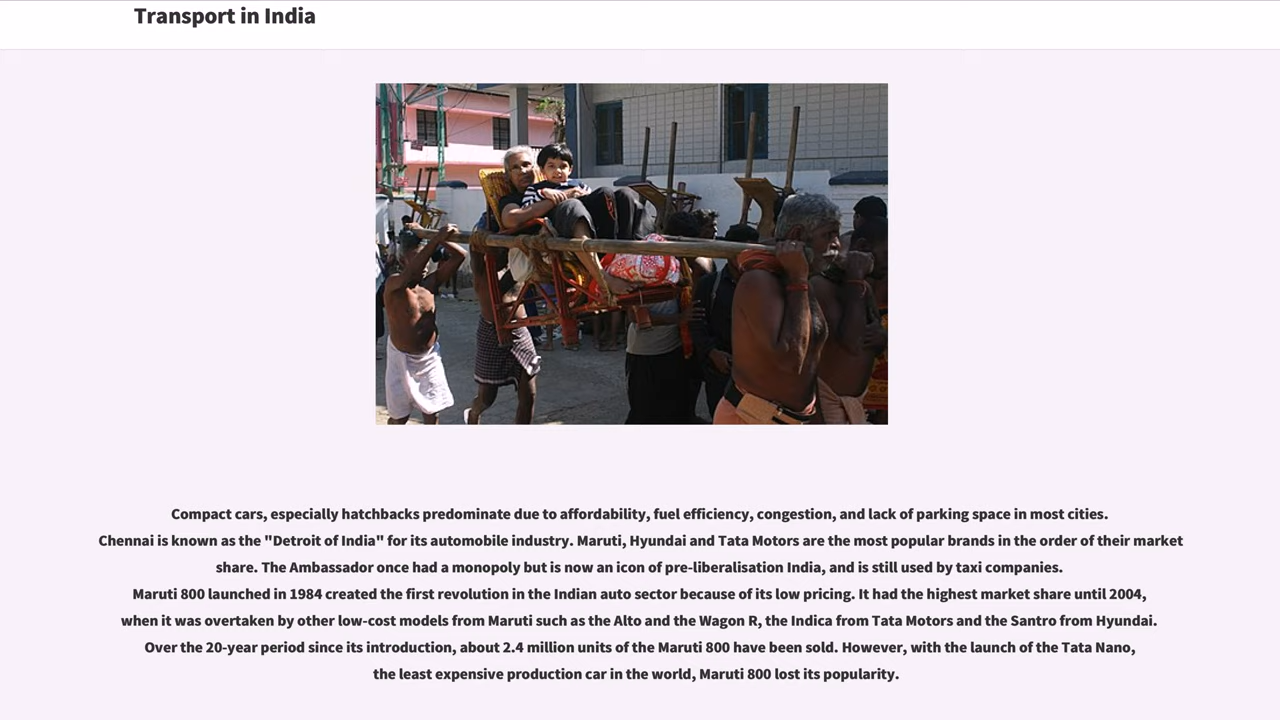 Transport in India
Compact cars, especially hatchbacks predominate due to affordability, fuel efficiency, congestion, and lack of parking space in most cities.
Chennai is known as the "Detroit of India" for its automobile industry. Maruti, Hyundai and Tata Motors are the most popular brands in the order of their market
share. The Ambassador once had a monopoly but is now an icon of pre-liberalisation India, and is still used by taxi companies.
Maruti 800 launched in 1984 created the first revolution in the Indian auto sector because of its low pricing. It had the highest market share until 2004,
when it was overtaken by other low-cost models from Maruti such as the Alto and the Wagon R, the Indica from Tata Motors and the Santro from Hyundai.
Over the 20-year period since its introduction, about 2.4 million units of the Maruti 800 have been sold. However, with the launch of the Tata Nano,
the least expensive production car in the world, Maruti 800 lost its popularity.